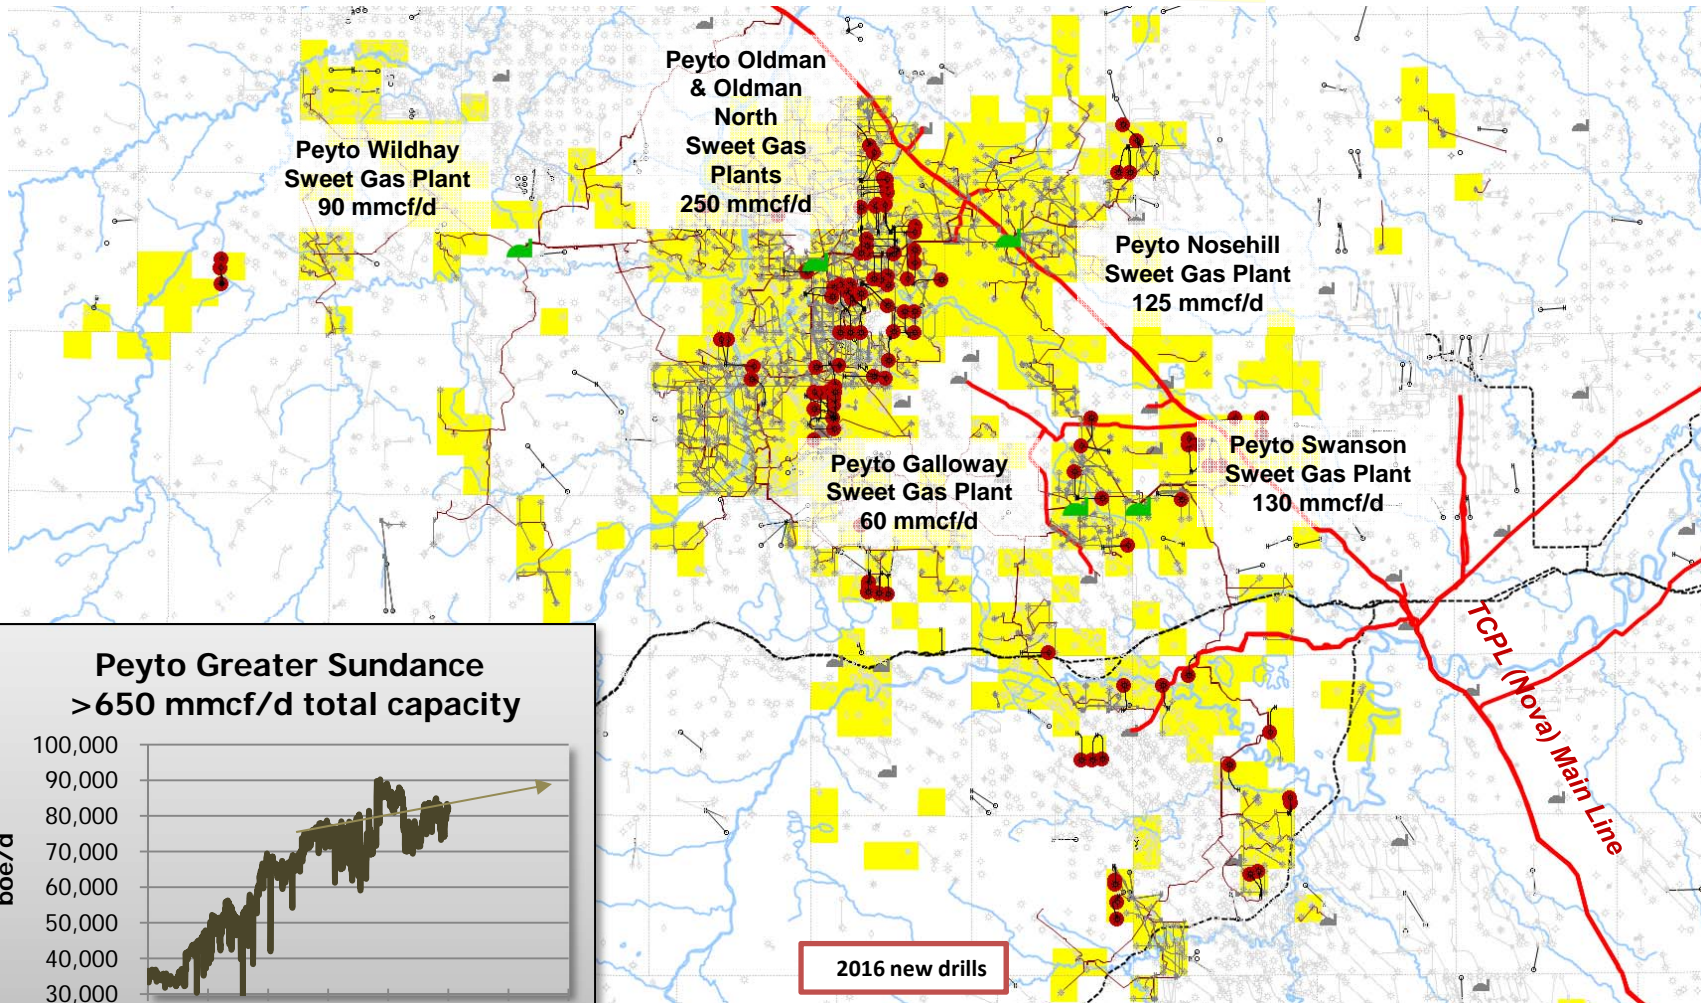 Peyto Oldman
& Oldman
North
Sweet Gas
Plants
250 mmcf/d
Peyto Wildhay
Sweet Gas Plant
90 mmcf/d
Peyto Nosehill
Sweet Gas Plant
125 mmcf/d
Peyto Galloway
Sweet Gas Plant
60 mmcf/d
Peyto Swanson
Sweet Gas Plant
130 mmcf/d
TCPL (Nova) Main Line
Peyto Greater Sundance
>650 mmcf/d total capacity
100,000
90,000
80,000
70,000
60,000
50,000
40,000
30,000
boe/d
2016 new drills